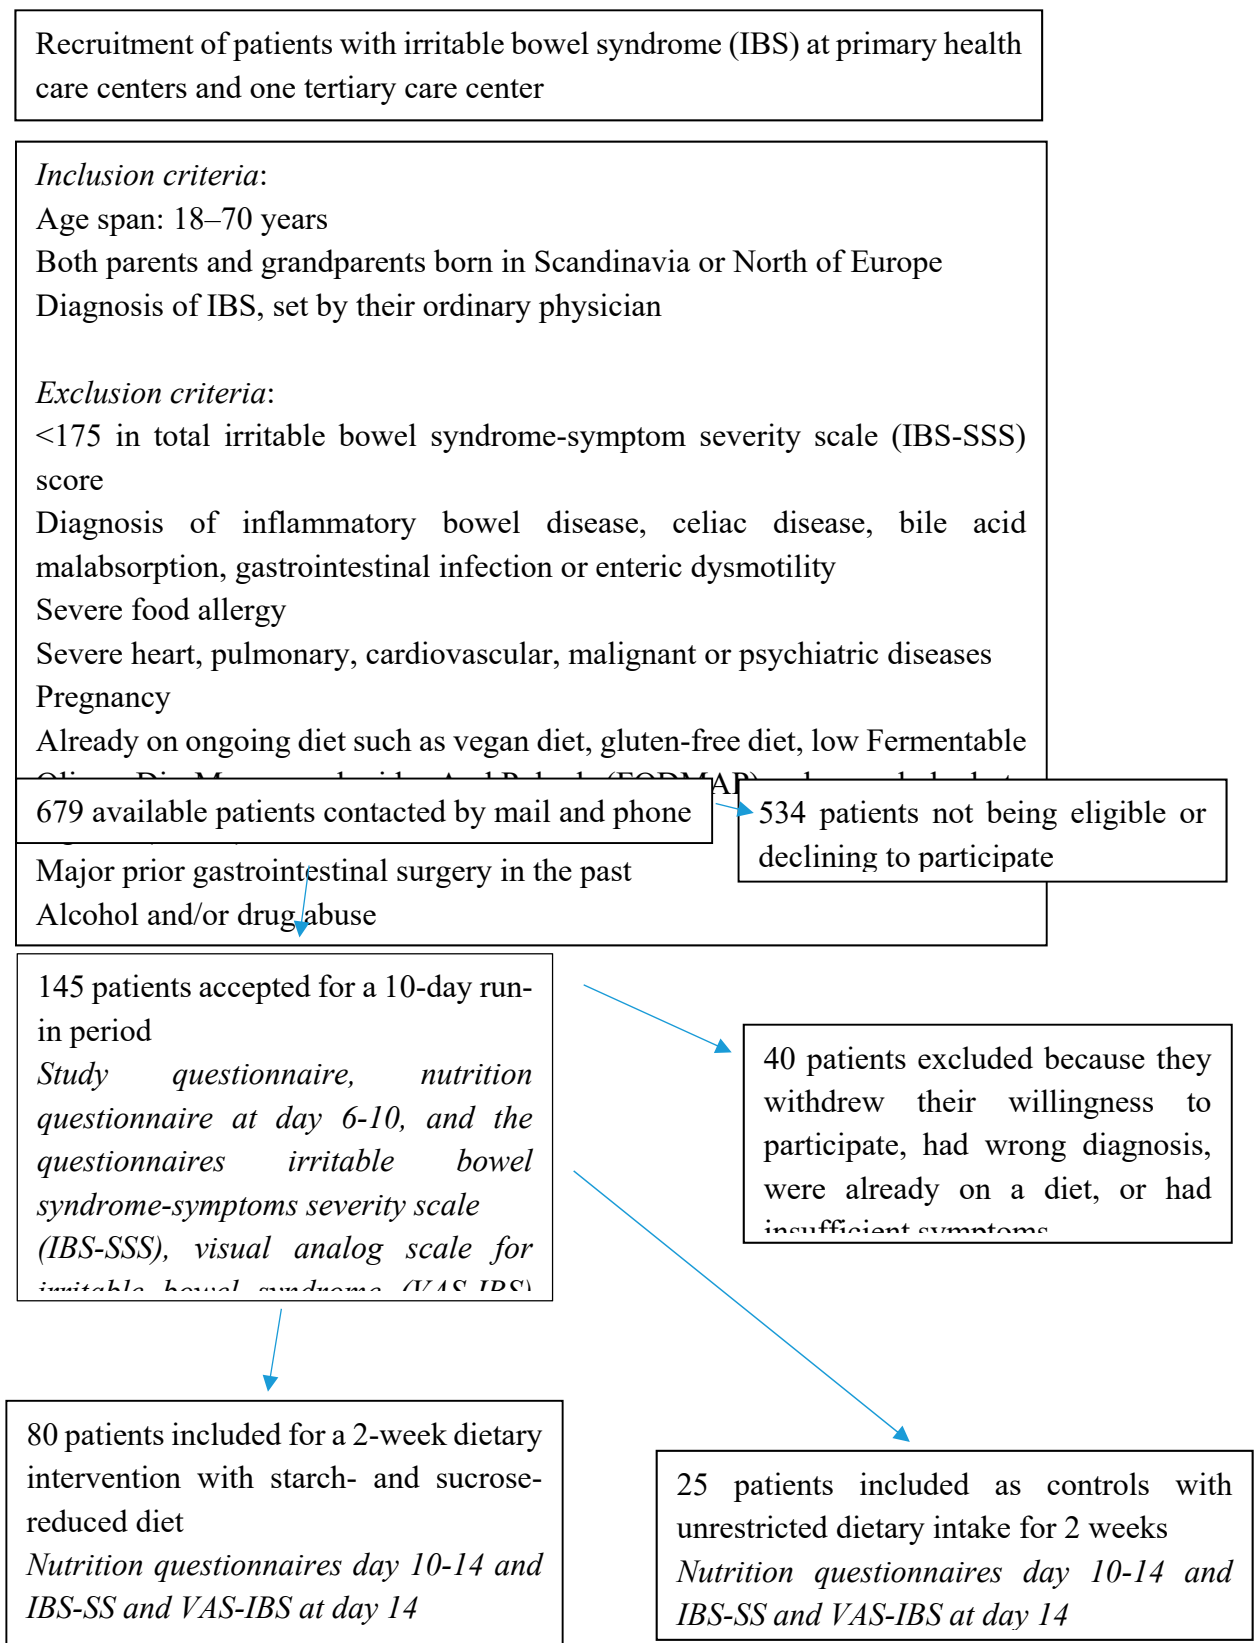 Recruitment of patients with irritable bowel syndrome (IBS) at primary health
care centers and one tertiary care center
Inclusion criteria:
Age span: 18–70 years
Both parents and grandparents born in Scandinavia or North of Europe
Diagnosis of IBS, set by their ordinary physician
Exclusion criteria:
<175 in total irritable bowel syndrome-symptom severity scale (IBS-SSS)
score
Diagnosis of inflammatory bowel disease, celiac disease, bile acid
malabsorption, gastrointestinal infection or enteric dysmotility
Severe food allergy
Severe heart, pulmonary, cardiovascular, malignant or psychiatric diseases
Pregnancy
Already on ongoing diet such as vegan diet, gluten-free diet, low Fermentable
679 available patients contacted by mail and phone
534 patients not being eligible or
declining to participate
Major prior gastrointestinal surgery in the past
Alcohol and/or drug abuse
145 patients accepted for a 10-day run-
in period
Study questionnaire, nutrition
questionnaire at day 6-10, and the
questionnaires irritable bowel
syndrome-symptoms severity scale
(IBS-SSS), visual analog scale for
irritable bowel syndrome (VAS-IBS)
40 patients excluded because they
withdrew their willingness to
participate, had wrong diagnosis,
were already on a diet, or had
insufficient symptoms
80 patients included for a 2-week dietary
intervention with starch- and sucrose-
reduced diet
Nutrition questionnaires day 10-14 and
IBS-SS and VAS-IBS at day 14
25 patients included as controls with
unrestricted dietary intake for 2 weeks
Nutrition questionnaires day 10-14 and
IBS-SS and VAS-IBS at day 14